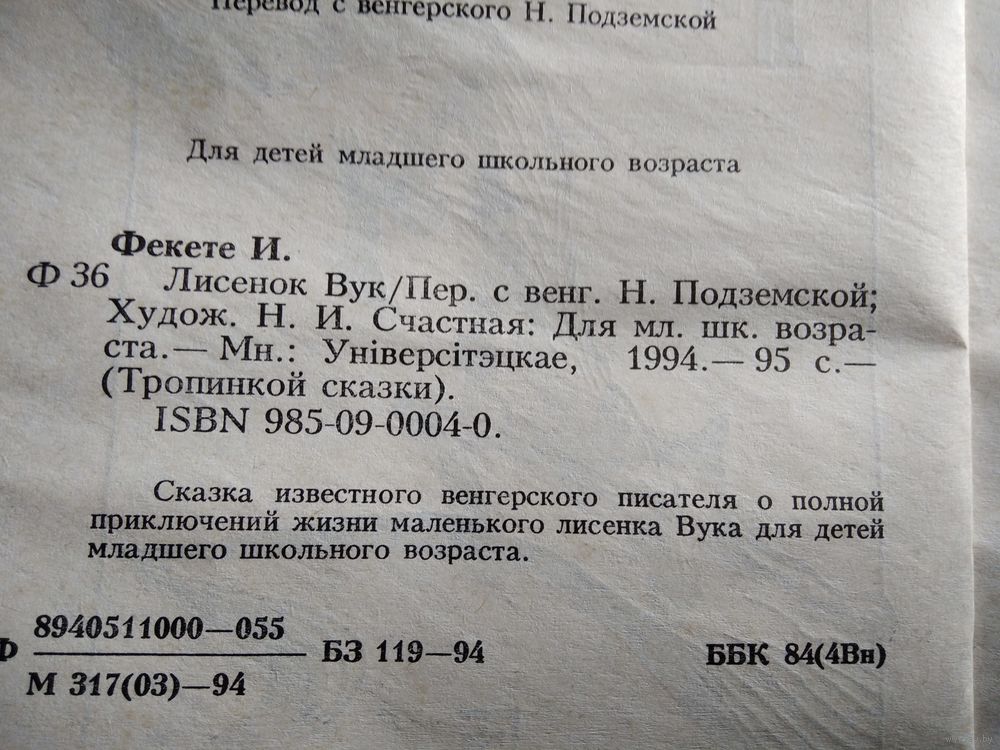 Перевод с венгерского Н. Подземской
Для детей младшего школьного возраста
Фекете И.
Ф 36 Лисенок Вук/Пер. с венг. Н. Подземской;
Худож. Н. И. Счастная: Для мл. шк. возра-
ста.— Мн.: Унiверсiтэцкае, 1994.— 95 с.—
(Тропинкой сказки).
ISBN 985-09-0004-0.
Сказка известного венгерского писателя о полной
приключений жизни маленького лисенка Вука для детей
младшего школьного возраста.
Ф 8940511000—055
М 317(03)—94
БЗ 119—94
ББК 84(4Вн)